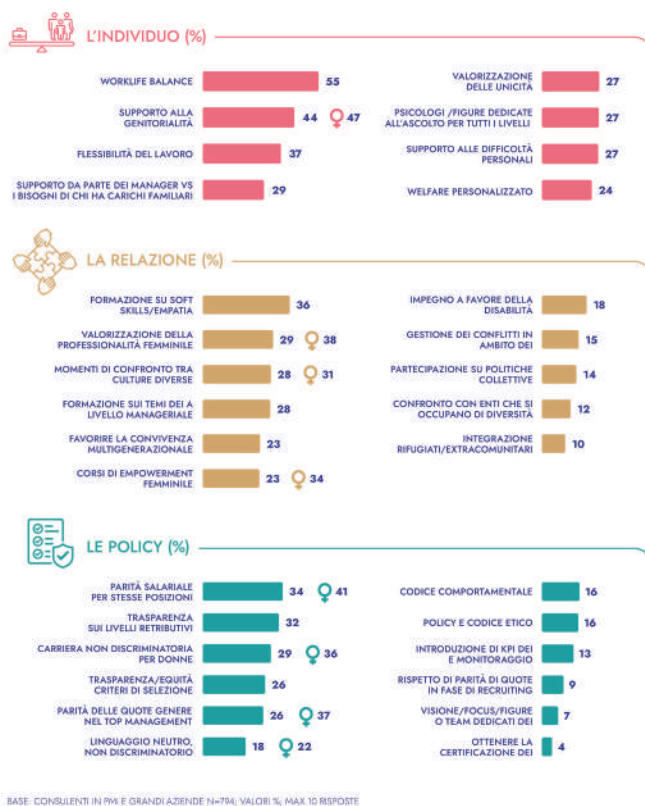 L'INDIVIDUO (%)
WORKLIFE BALANCE
55
SUPPORTO ALLA
GENITORIALITÀ
44 47
FLESSIBILITÀ DEL LAVORO
37
SUPPORTO DA PARTE DEI MANAGER VS
I BISOGNI DI CHI HA CARICHI FAMILIARI
29
VALORIZZAZIONE
DELLE UNICITÀ
27
PSICOLOGI /FIGURE DEDICATE
ALL'ASCOLTO PER TUTTI I LIVELLI
27
SUPPORTO ALLE DIFFICOLTÀ
PERSONALI
27
WELFARE PERSONALIZZATO
24
LA RELAZIONE (%)
FORMAZIONE SU SOFT
SKILLS/EMPATIA
36
VALORIZZAZIONE DELLA
PROFESSIONALITÀ FEMMINILE
29 38
MOMENTI DI CONFRONTO TRA
CULTURE DIVERSE
28 31
FORMAZIONE SUI TEMI DEI A
LIVELLO MANAGERIALE
28
FAVORIRE LA CONVIVENZA
MULTIGENERAZIONALE
23
CORSI DI EMPOWERMENT
FEMMINILE
23 34
IMPEGNO A FAVORE DELLA
DISABILITÀ
18
GESTIONE DEI CONFLITTI IN
AMBITO DEI
15
PARTECIPAZIONE SU POLITICHE
COLLETTIVE
14
CONFRONTO CON ENTI CHE SI
OCCUPANO DI DIVERSITÀ
12
INTEGRAZIONE
RIFUGIATI/EXTRACOMUNITARI
10
LE POLICY (%)
PARITÀ SALARIALE
PER STESSE POSIZIONI
34 41
TRASPARENZA
SUI LIVELLI RETRIBUTIVI
32
CARRIERA NON DISCRIMINATORIA
PER DONNE
29 36
TRASPARENZA/EQUITÀ
CRITERI DI SELEZIONE
26
PARITÀ DELLE QUOTE GENERE
NEL TOP MANAGEMENT
26 37
LINGUAGGIO NEUTRO,
NON DISCRIMINATORIO
18 22
CODICE COMPORTAMENTALE
16
POLICY E CODICE ETICO
16
INTRODUZIONE DI KPI DEI
E MONITORAGGIO
13
RISPETTO DI PARITÀ DI QUOTE
IN FASE DI RECRUITING
9
VISIONE/FOCUS/FIGURE
O TEAM DEDICATI DEI
7
OTTENERE LA
CERTIFICAZIONE DEI
4
BASE: CONSULENTI IN PMI E GRANDI AZIENDE N=794; VALORI %; MAX 10 RISPOSTE